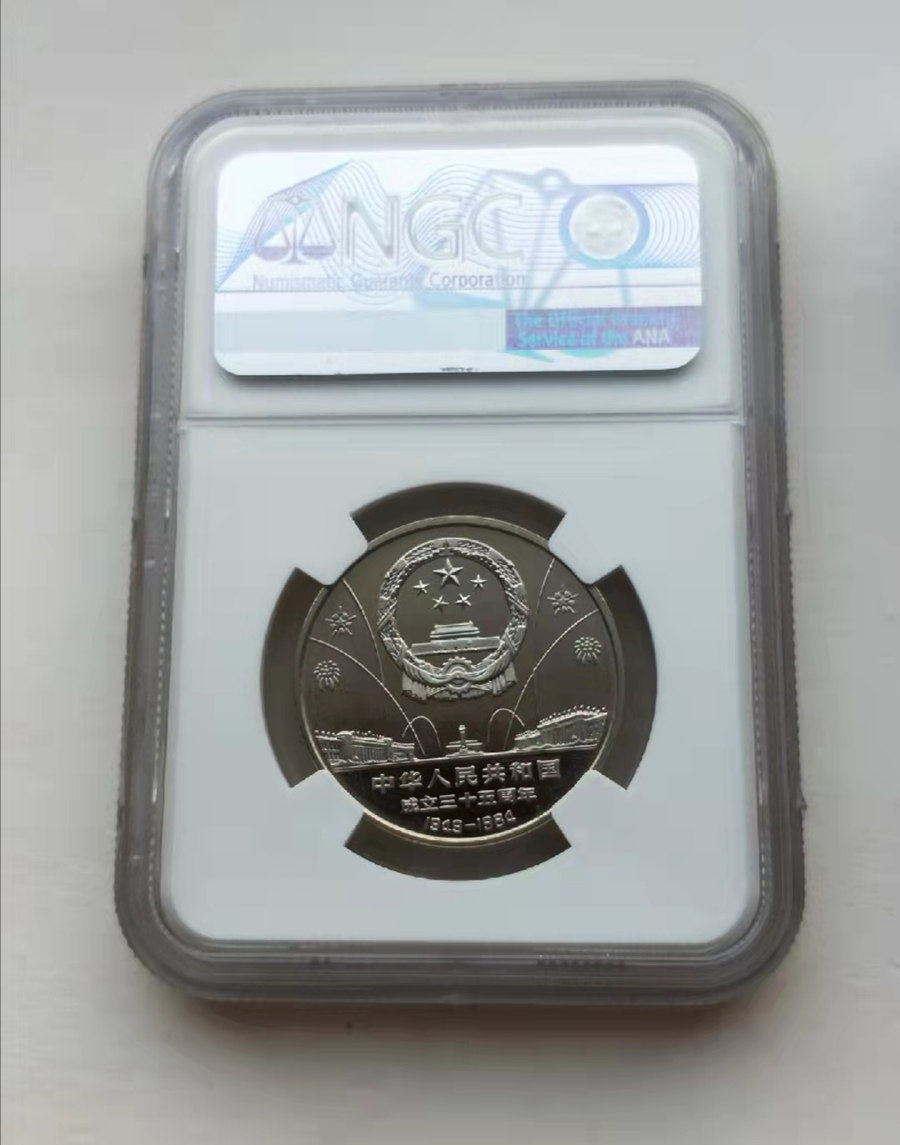 NGC
Numismatic Guaranty Corporation
The Official Grading
Service of the ANA
中华人民共和国
成立三十五周年
1949-1984